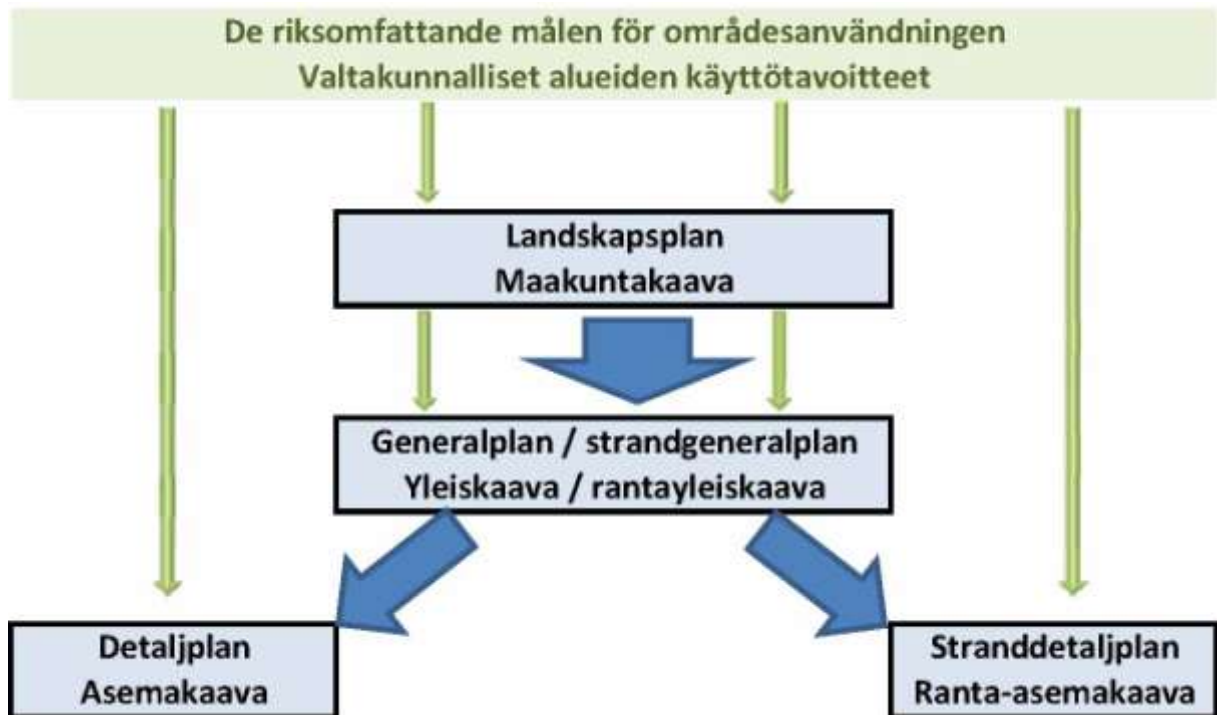 De riksomfattande målen för områdesanvändningen
Valtakunnalliset alueiden käyttötavoitteet
Landskapsplan
Maakuntakaava
Generalplan / strandgeneralplan
Yleiskaava / rantayleiskaava
Detaljplan
Asemakaava
Stranddetaljplan
Ranta-asemakaava